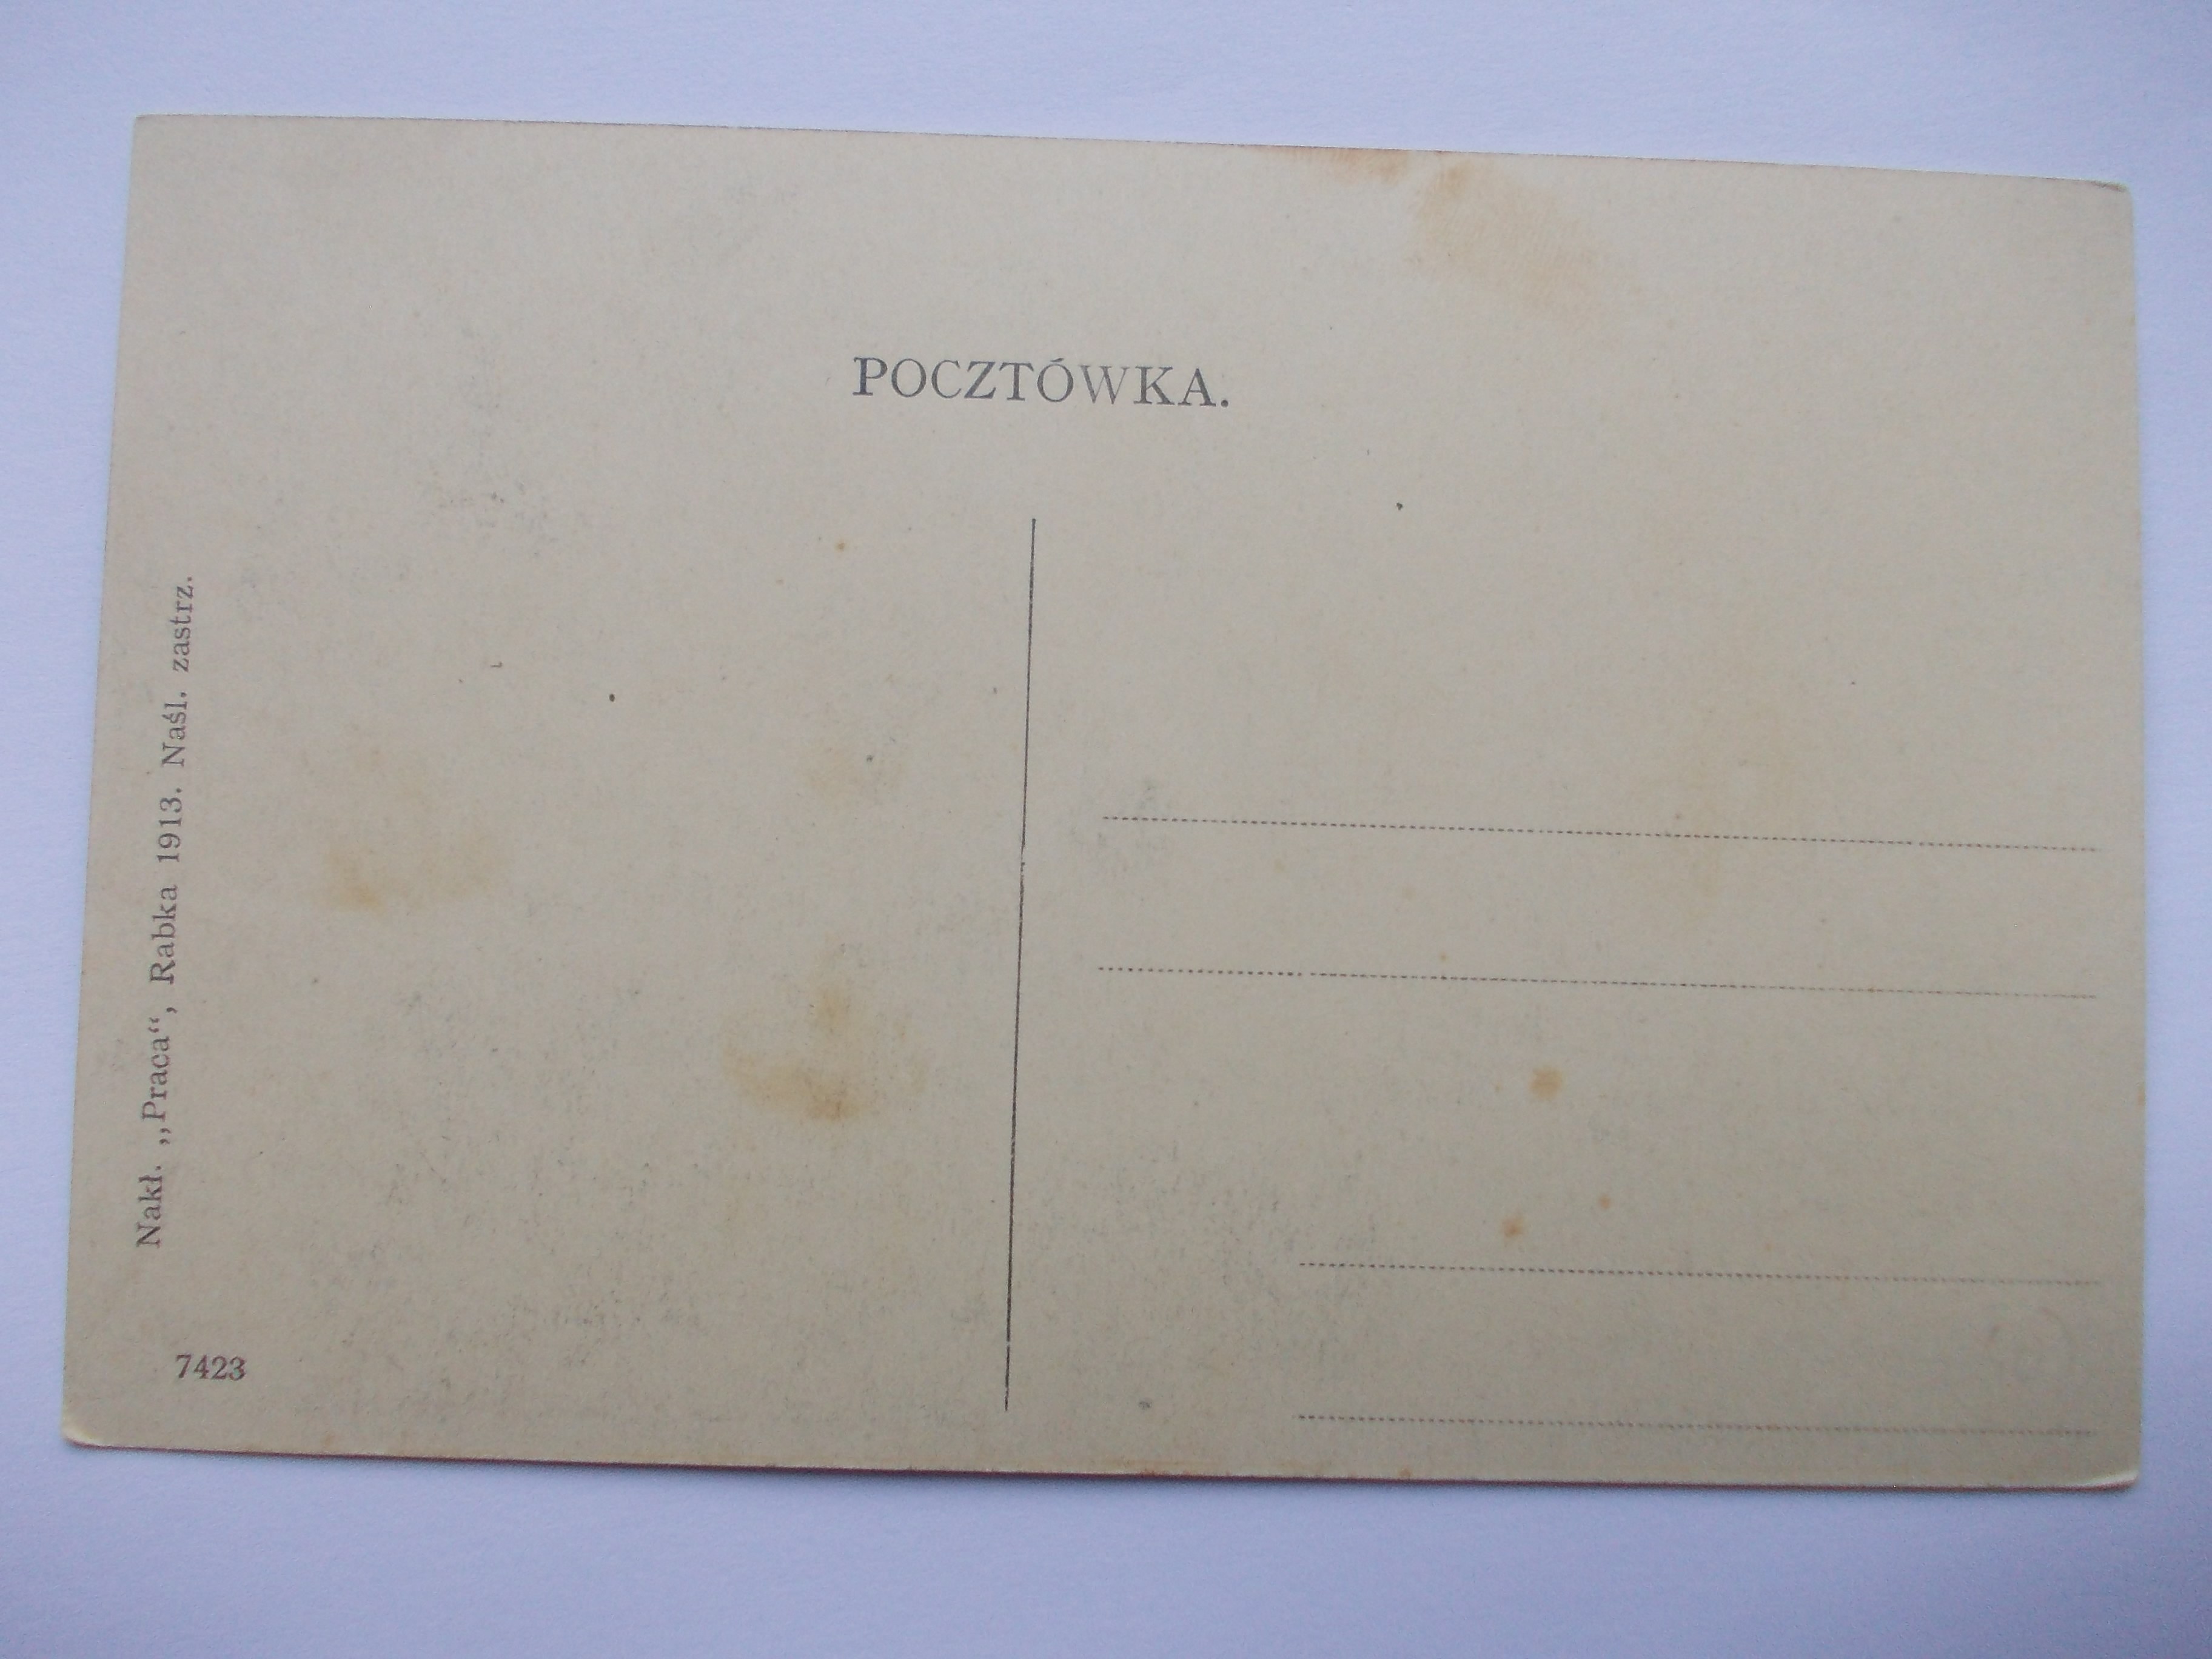 POCZTÓWKA.
Nakł. „Praca“, Rabka 1913. Naśl. zastrz.
7423